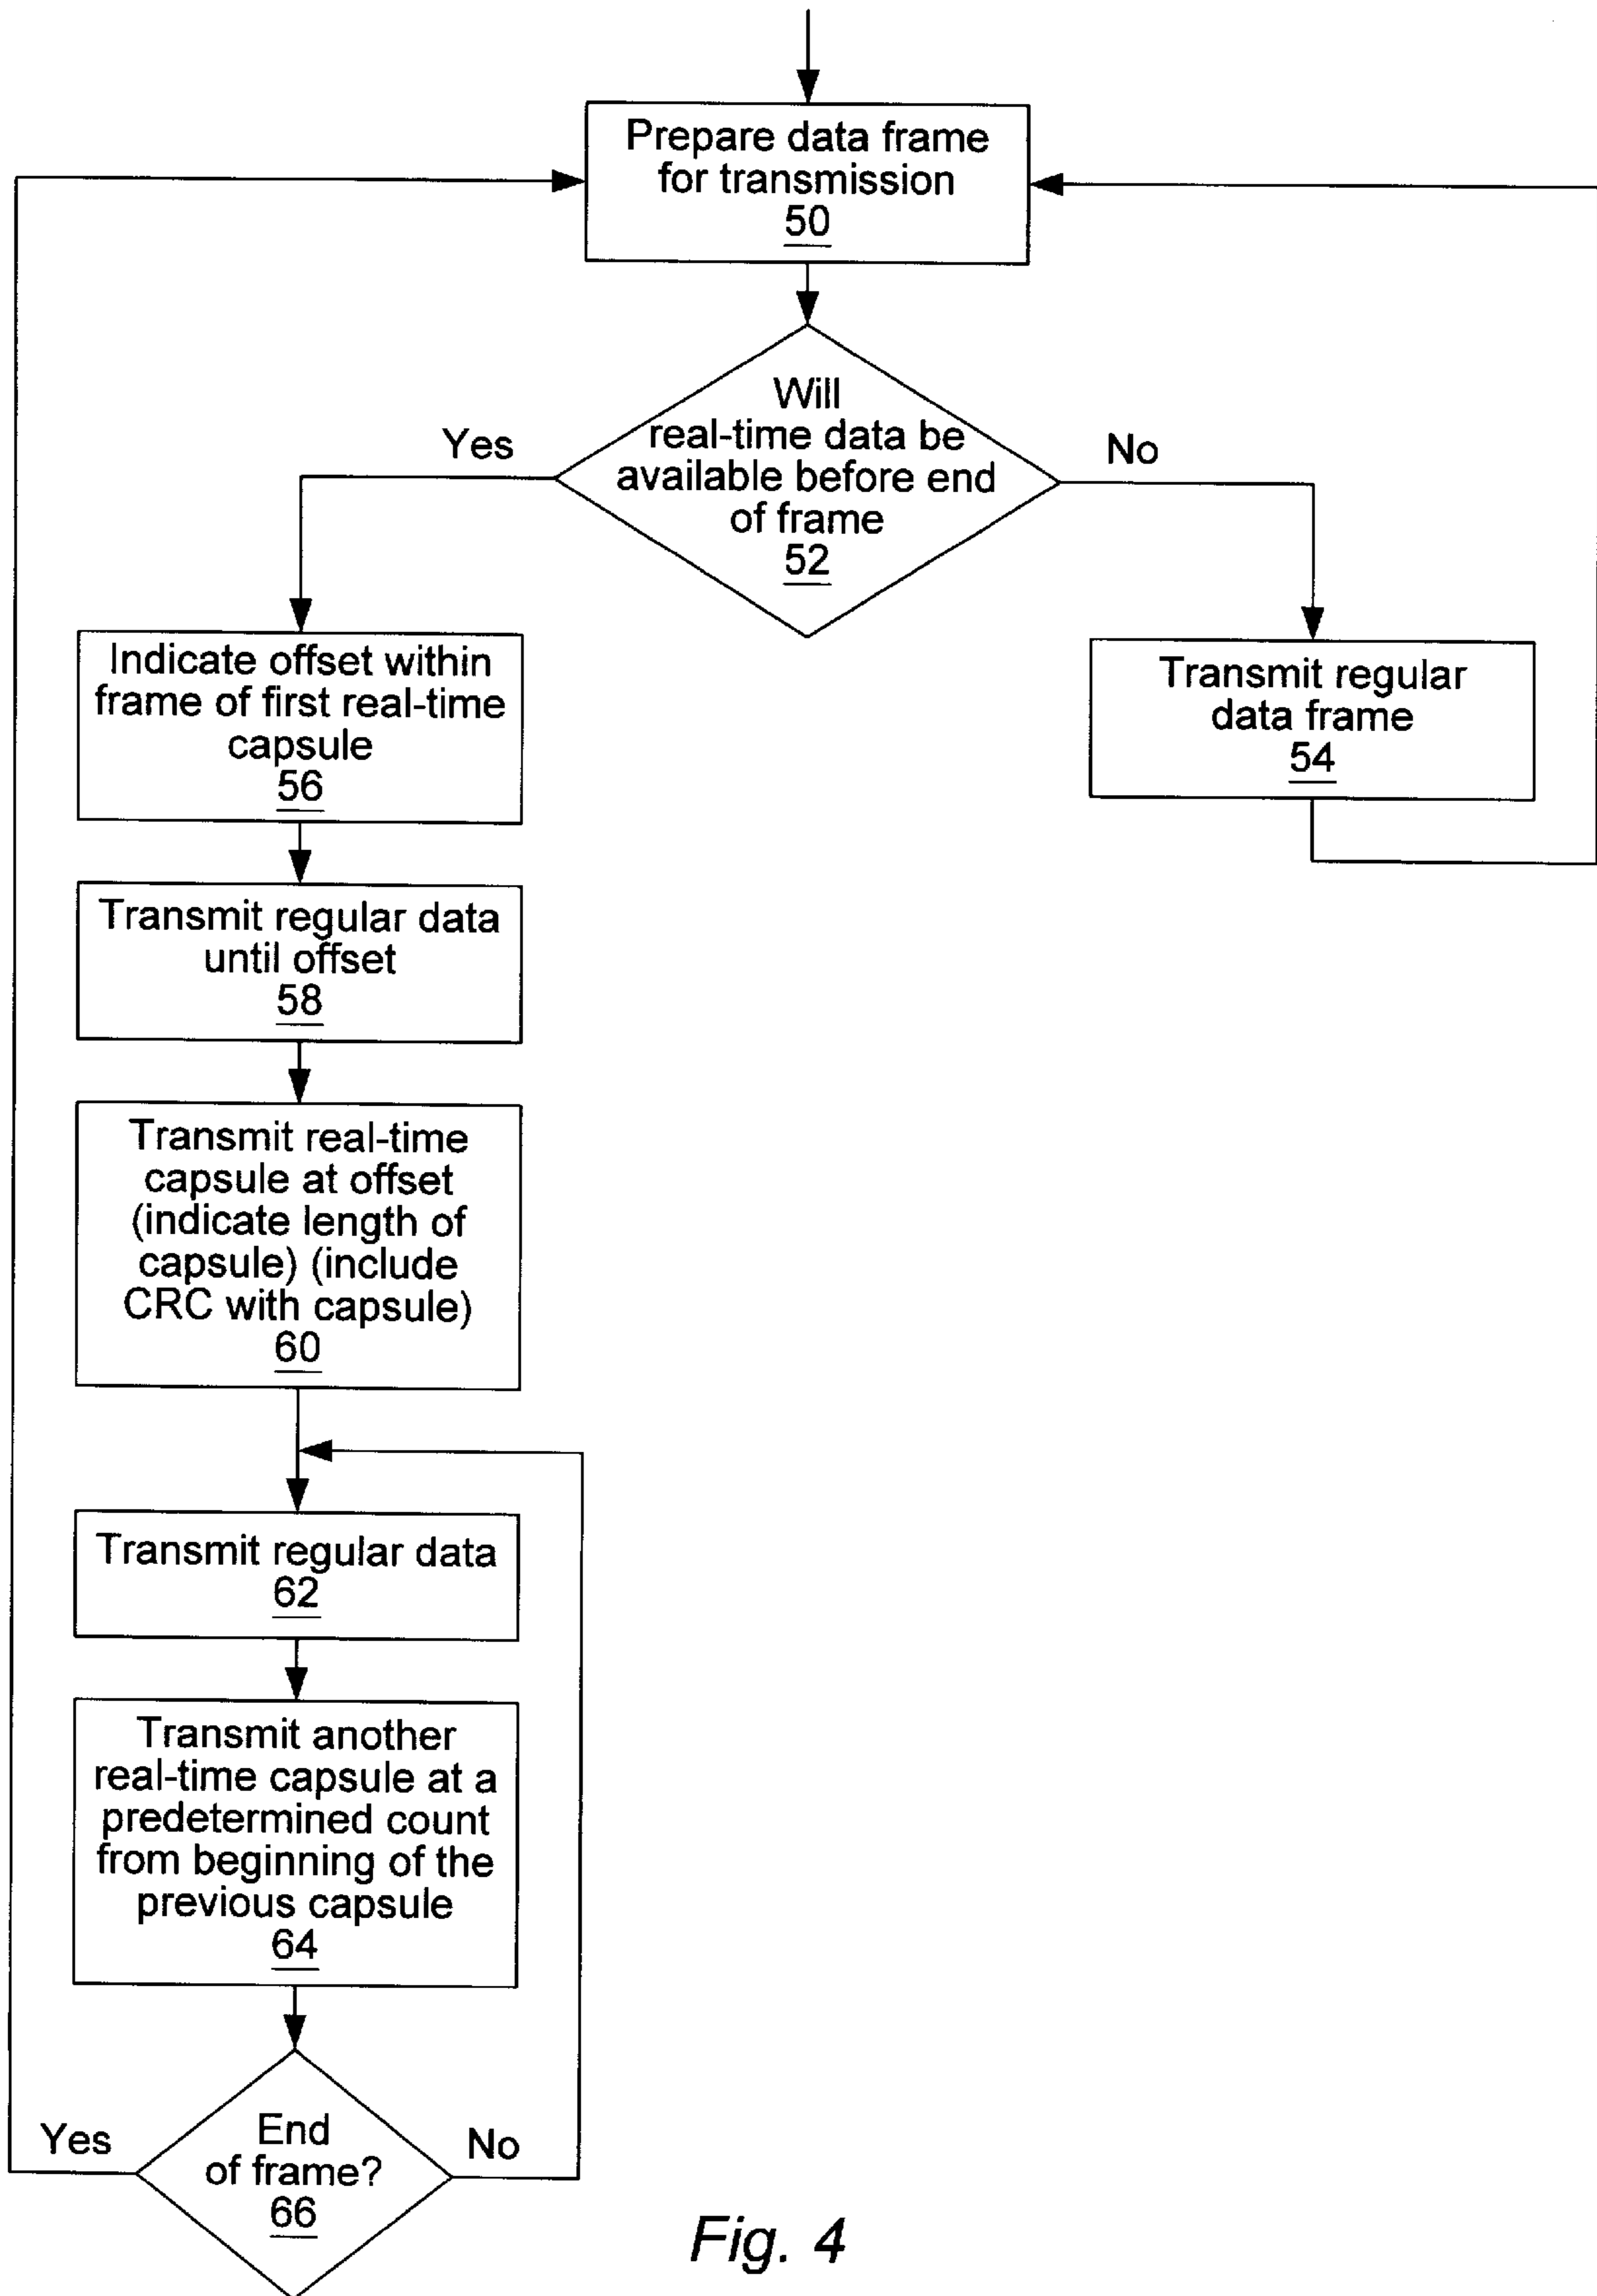 Prepare data frame
for transmission
50
Will
real-time data be
available before end
of frame
52
Yes
No
Indicate offset within
frame of first real-time
capsule
56
Transmit regular
data frame
54
Transmit regular data
until offset
58
Transmit real-time
capsule at offset
(indicate length of
capsule) (include
CRC with capsule)
60
Transmit regular data
62
Transmit another
real-time capsule at a
predetermined count
from beginning of the
previous capsule
64
End
of frame?
66
Yes
No
Fig. 4